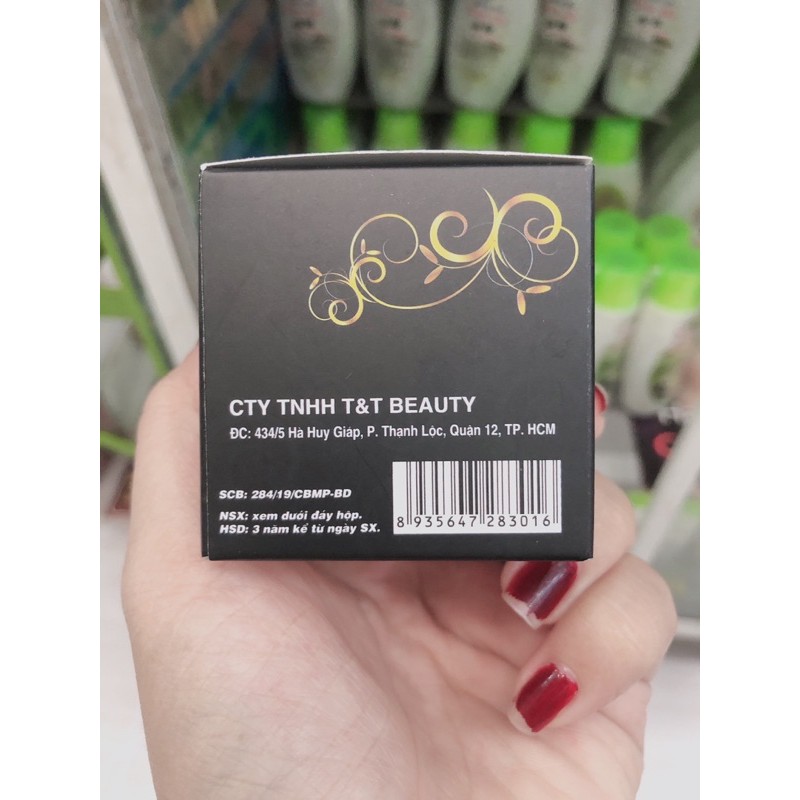 CTY TNHH T&T BEAUTY
ĐC: 434/5 Hà Huy Giáp, P. Thạnh Lộc, Quận 12, TP. HCM
SCB: 284/19/CBMP-BD
NSX: xem dưới đáy hộp.
HSD: 3 năm kể từ ngày SX.
8 935647 283016